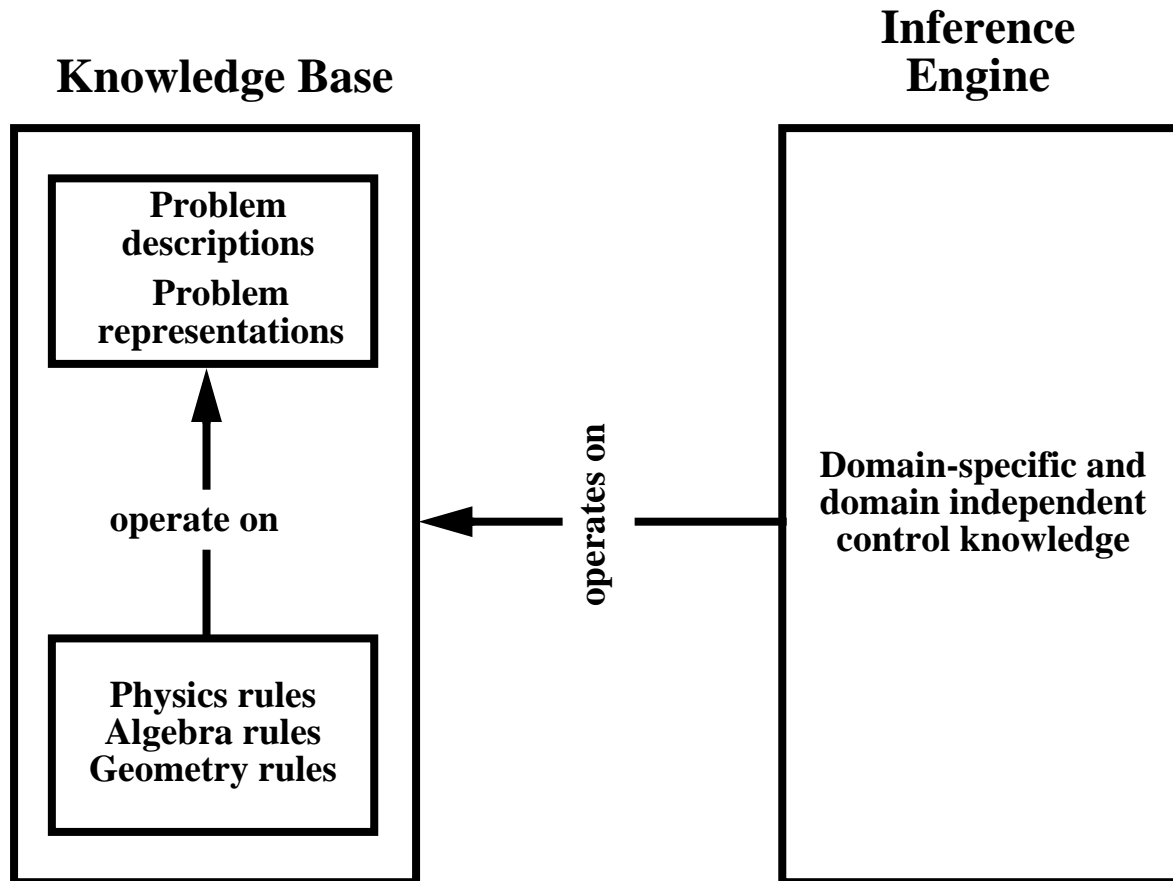 Knowledge Base
Inference
Engine
Problem
descriptions
Problem
representations
operate on
Physics rules
Algebra rules
Geometry rules
operates on
Domain-specific and
domain independent
control knowledge